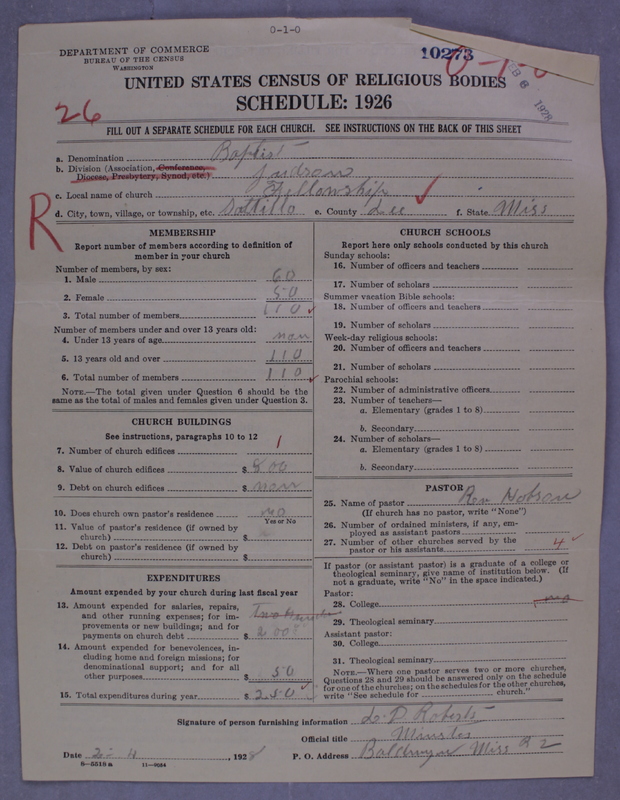 0-1-0
DEPARTMENT OF COMMERCE
BUREAU OF THE CENSUS
WASHINGTON
10273
0-1-0
FEB 6 1928
UNITED STATES CENSUS OF RELIGIOUS BODIES
SCHEDULE: 1926
26
FILL OUT A SEPARATE SCHEDULE FOR EACH CHURCH. SEE INSTRUCTIONS ON THE BACK OF THIS SHEET
a. Denomination Baptist
b. Division (Association, Conference, Diocese, Presbytery, Synod, etc.) Judson
c. Local name of church Fellowship
R
d. City, town, village, or township, etc. Saltillo e. County Lee f. State Miss
MEMBERSHIP
Report number of members according to definition of
member in your church
Number of members, by sex:
1. Male 60
2. Female 50
3. Total number of members 110
Number of members under and over 13 years old:
4. Under 13 years of age non
5. 13 years old and over 110
6. Total number of members 110
NOTE.—The total given under Question 6 should be
same as the total of males and females given under Question 3.
CHURCH BUILDINGS
See instructions, paragraphs 10 to 12
7. Number of church edifices 1
8. Value of church edifices $ 800
9. Debt on church edifices $ non
10. Does church own pastor's residence no
Yes or No
11. Value of pastor's residence (if owned by
church) $
12. Debt on pastor's residence (if owned by
church) $
EXPENDITURES
Amount expended by your church during last fiscal year
13. Amount expended for salaries, repairs,
and other running expenses; for im-
provements or new buildings; and for
payments on church debt $ 200
14. Amount expended for benevolences, in-
cluding home and foreign missions; for
denominational support; and for all
other purposes $ 50
15. Total expenditures during year $ 250
CHURCH SCHOOLS
Report here only schools conducted by this church
Sunday schools:
16. Number of officers and teachers
17. Number of scholars
Summer vacation Bible schools:
18. Number of officers and teachers
19. Number of scholars
Week-day religious schools:
20. Number of officers and teachers
21. Number of scholars
Parochial schools:
22. Number of administrative officers
23. Number of teachers—
a. Elementary (grades 1 to 8)
b. Secondary
24. Number of scholars—
a. Elementary (grades 1 to 8)
b. Secondary
PASTOR
25. Name of pastor Rev Hobson
(If church has no pastor, write "None")
26. Number of ordained ministers, if any, em-
ployed as assistant pastors
27. Number of other churches served by the
pastor or his assistants 4
If pastor (or assistant pastor) is a graduate of a college or
theological seminary, give name of institution below. (If
not a graduate, write "No" in the space indicated.)
Pastor:
28. College
29. Theological seminary
Assistant pastor:
30. College
31. Theological seminary
NOTE.—Where one pastor serves two or more churches,
Questions 28 and 29 should be answered only on the schedule
for one of the churches; on the schedules for the other churches,
write "See schedule for church."
Signature of person furnishing information L. D. Roberts
Official title
Date 2-4, 1928 P. O. Address Baldwyn Miss R 2
8—5518 a 11—9684